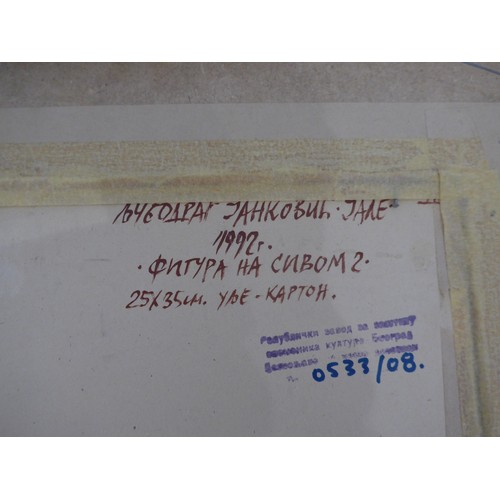 ЉУБОДРАГ ЈАНКОВИЋ · ЈАЛЕ ·
1992г.
· ФИГУРА НА СИВОМ 2 ·
25X35см. УЉЕ - КАРТОН.
Републички завод за заштиту
споменика културе Београд
0533/08.